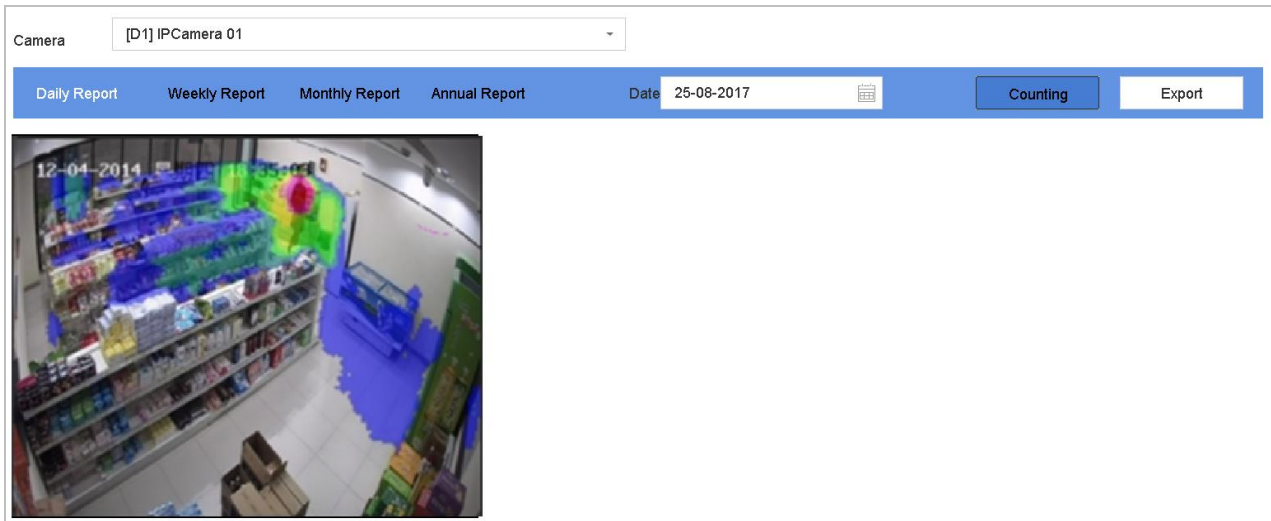 Camera [D1] IPCamera 01
Daily Report Weekly Report Monthly Report Annual Report Date 25-08-2017 Counting Export
12-04-2014